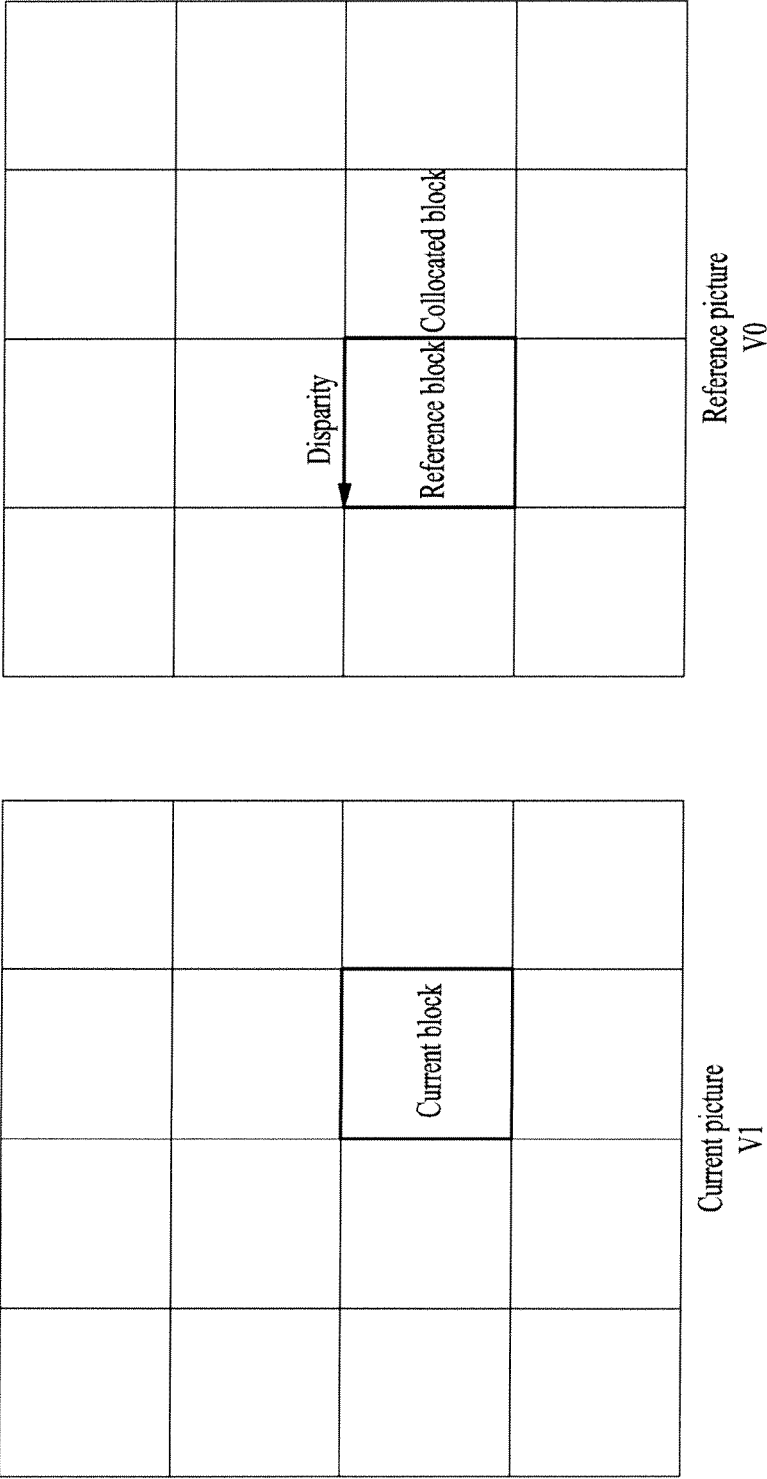 Disparity
Current block
Reference block
Collocated block
Current picture
V1
Reference picture
V0